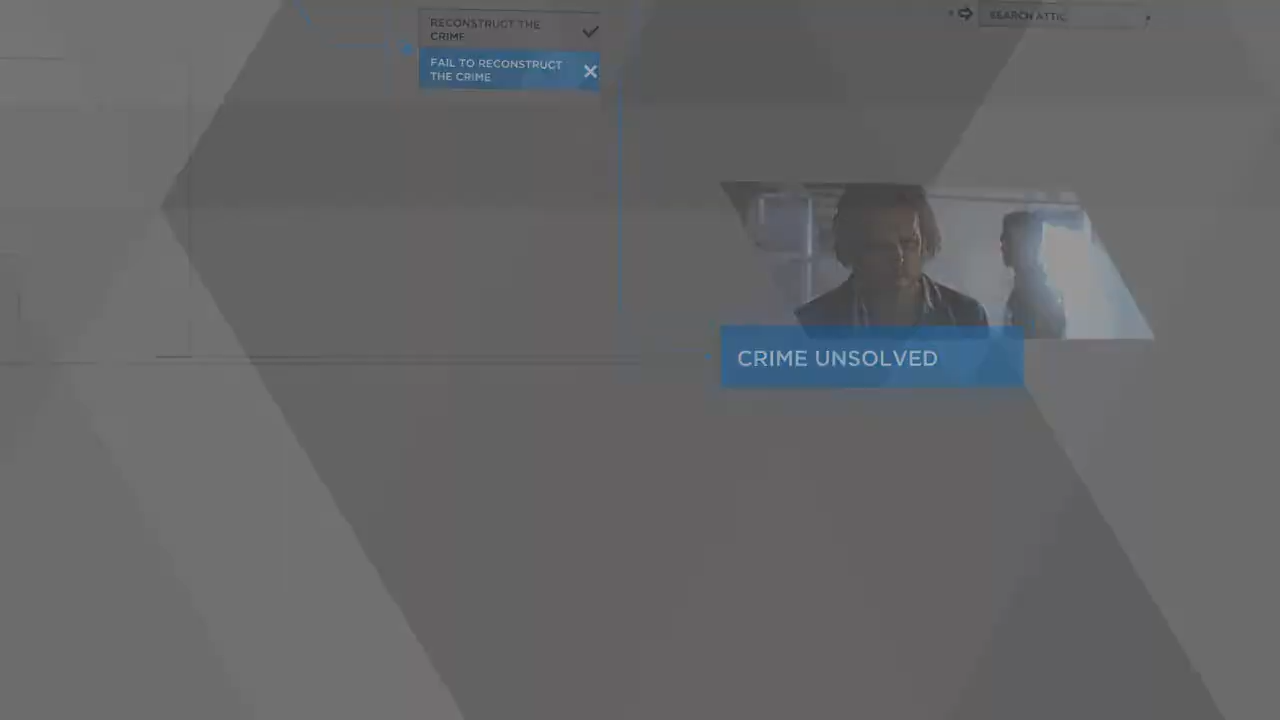 RECONSTRUCT THE
CRIME
FAIL TO RECONSTRUCT
THE CRIME
SEARCH ATTIC
CRIME UNSOLVED